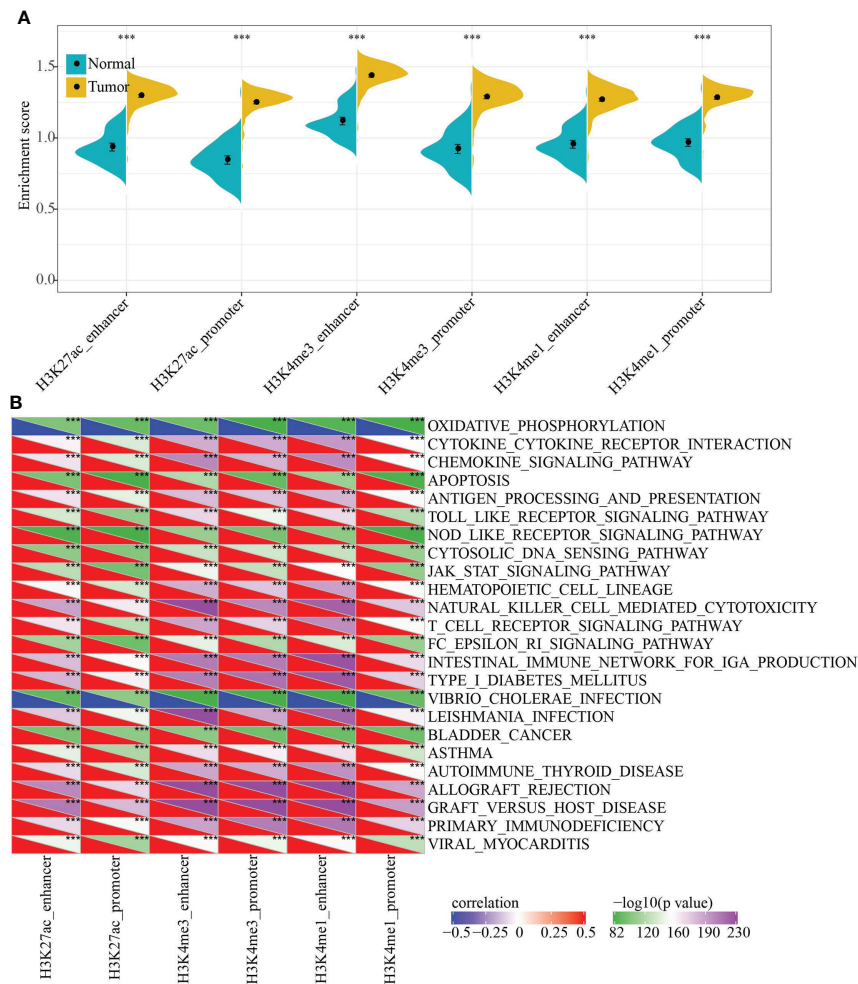 A
*** *** *** *** *** ***
Normal
Tumor
Enrichment score
1.5
1.0
0.5
0.0
H3K27ac_enhancer
H3K27ac_promoter
H3K4me3_enhancer
H3K4me3_promoter
H3K4me1_enhancer
H3K4me1_promoter
B
*** *** *** *** *** *** OXIDATIVE_PHOSPHORYLATION
*** *** *** *** *** *** CYTOKINE_CYTOKINE_RECEPTOR_INTERACTION
*** *** *** *** *** *** CHEMOKINE_SIGNALING_PATHWAY
*** *** *** *** *** *** APOPTOSIS
*** *** *** *** *** *** ANTIGEN_PROCESSING_AND_PRESENTATION
*** *** *** *** *** *** TOLL_LIKE_RECEPTOR_SIGNALING_PATHWAY
*** *** *** *** *** *** NOD_LIKE_RECEPTOR_SIGNALING_PATHWAY
*** *** *** *** *** *** CYTOSOLIC_DNA_SENSING_PATHWAY
*** *** *** *** *** *** JAK_STAT_SIGNALING_PATHWAY
*** *** *** *** *** *** HEMATOPOIETIC_CELL_LINEAGE
*** *** *** *** *** *** NATURAL_KILLER_CELL_MEDIATED_CYTOTOXICITY
*** *** *** *** *** *** T_CELL_RECEPTOR_SIGNALING_PATHWAY
*** *** *** *** *** *** FC_EPSILON_RI_SIGNALING_PATHWAY
*** *** *** *** *** *** INTESTINAL_IMMUNE_NETWORK_FOR_IGA_PRODUCTION
*** *** *** *** *** *** TYPE_I_DIABETES_MELLITUS
*** *** *** *** *** *** VIBRIO_CHOLERAE_INFECTION
*** *** *** *** *** *** LEISHMANIA_INFECTION
*** *** *** *** *** *** BLADDER_CANCER
*** *** *** *** *** *** ASTHMA
*** *** *** *** *** *** AUTOIMMUNE_THYROID_DISEASE
*** *** *** *** *** *** ALLOGRAFT_REJECTION
*** *** *** *** *** *** GRAFT_VERSUS_HOST_DISEASE
*** *** *** *** *** *** PRIMARY_IMMUNODEFICIENCY
*** *** *** *** *** *** VIRAL_MYOCARDITIS
H3K27ac_enhancer
H3K27ac_promoter
H3K4me3_enhancer
H3K4me3_promoter
H3K4me1_enhancer
H3K4me1_promoter
correlation
−0.5 −0.25 0 0.25 0.5
−log10(p value)
82 120 160 190 230